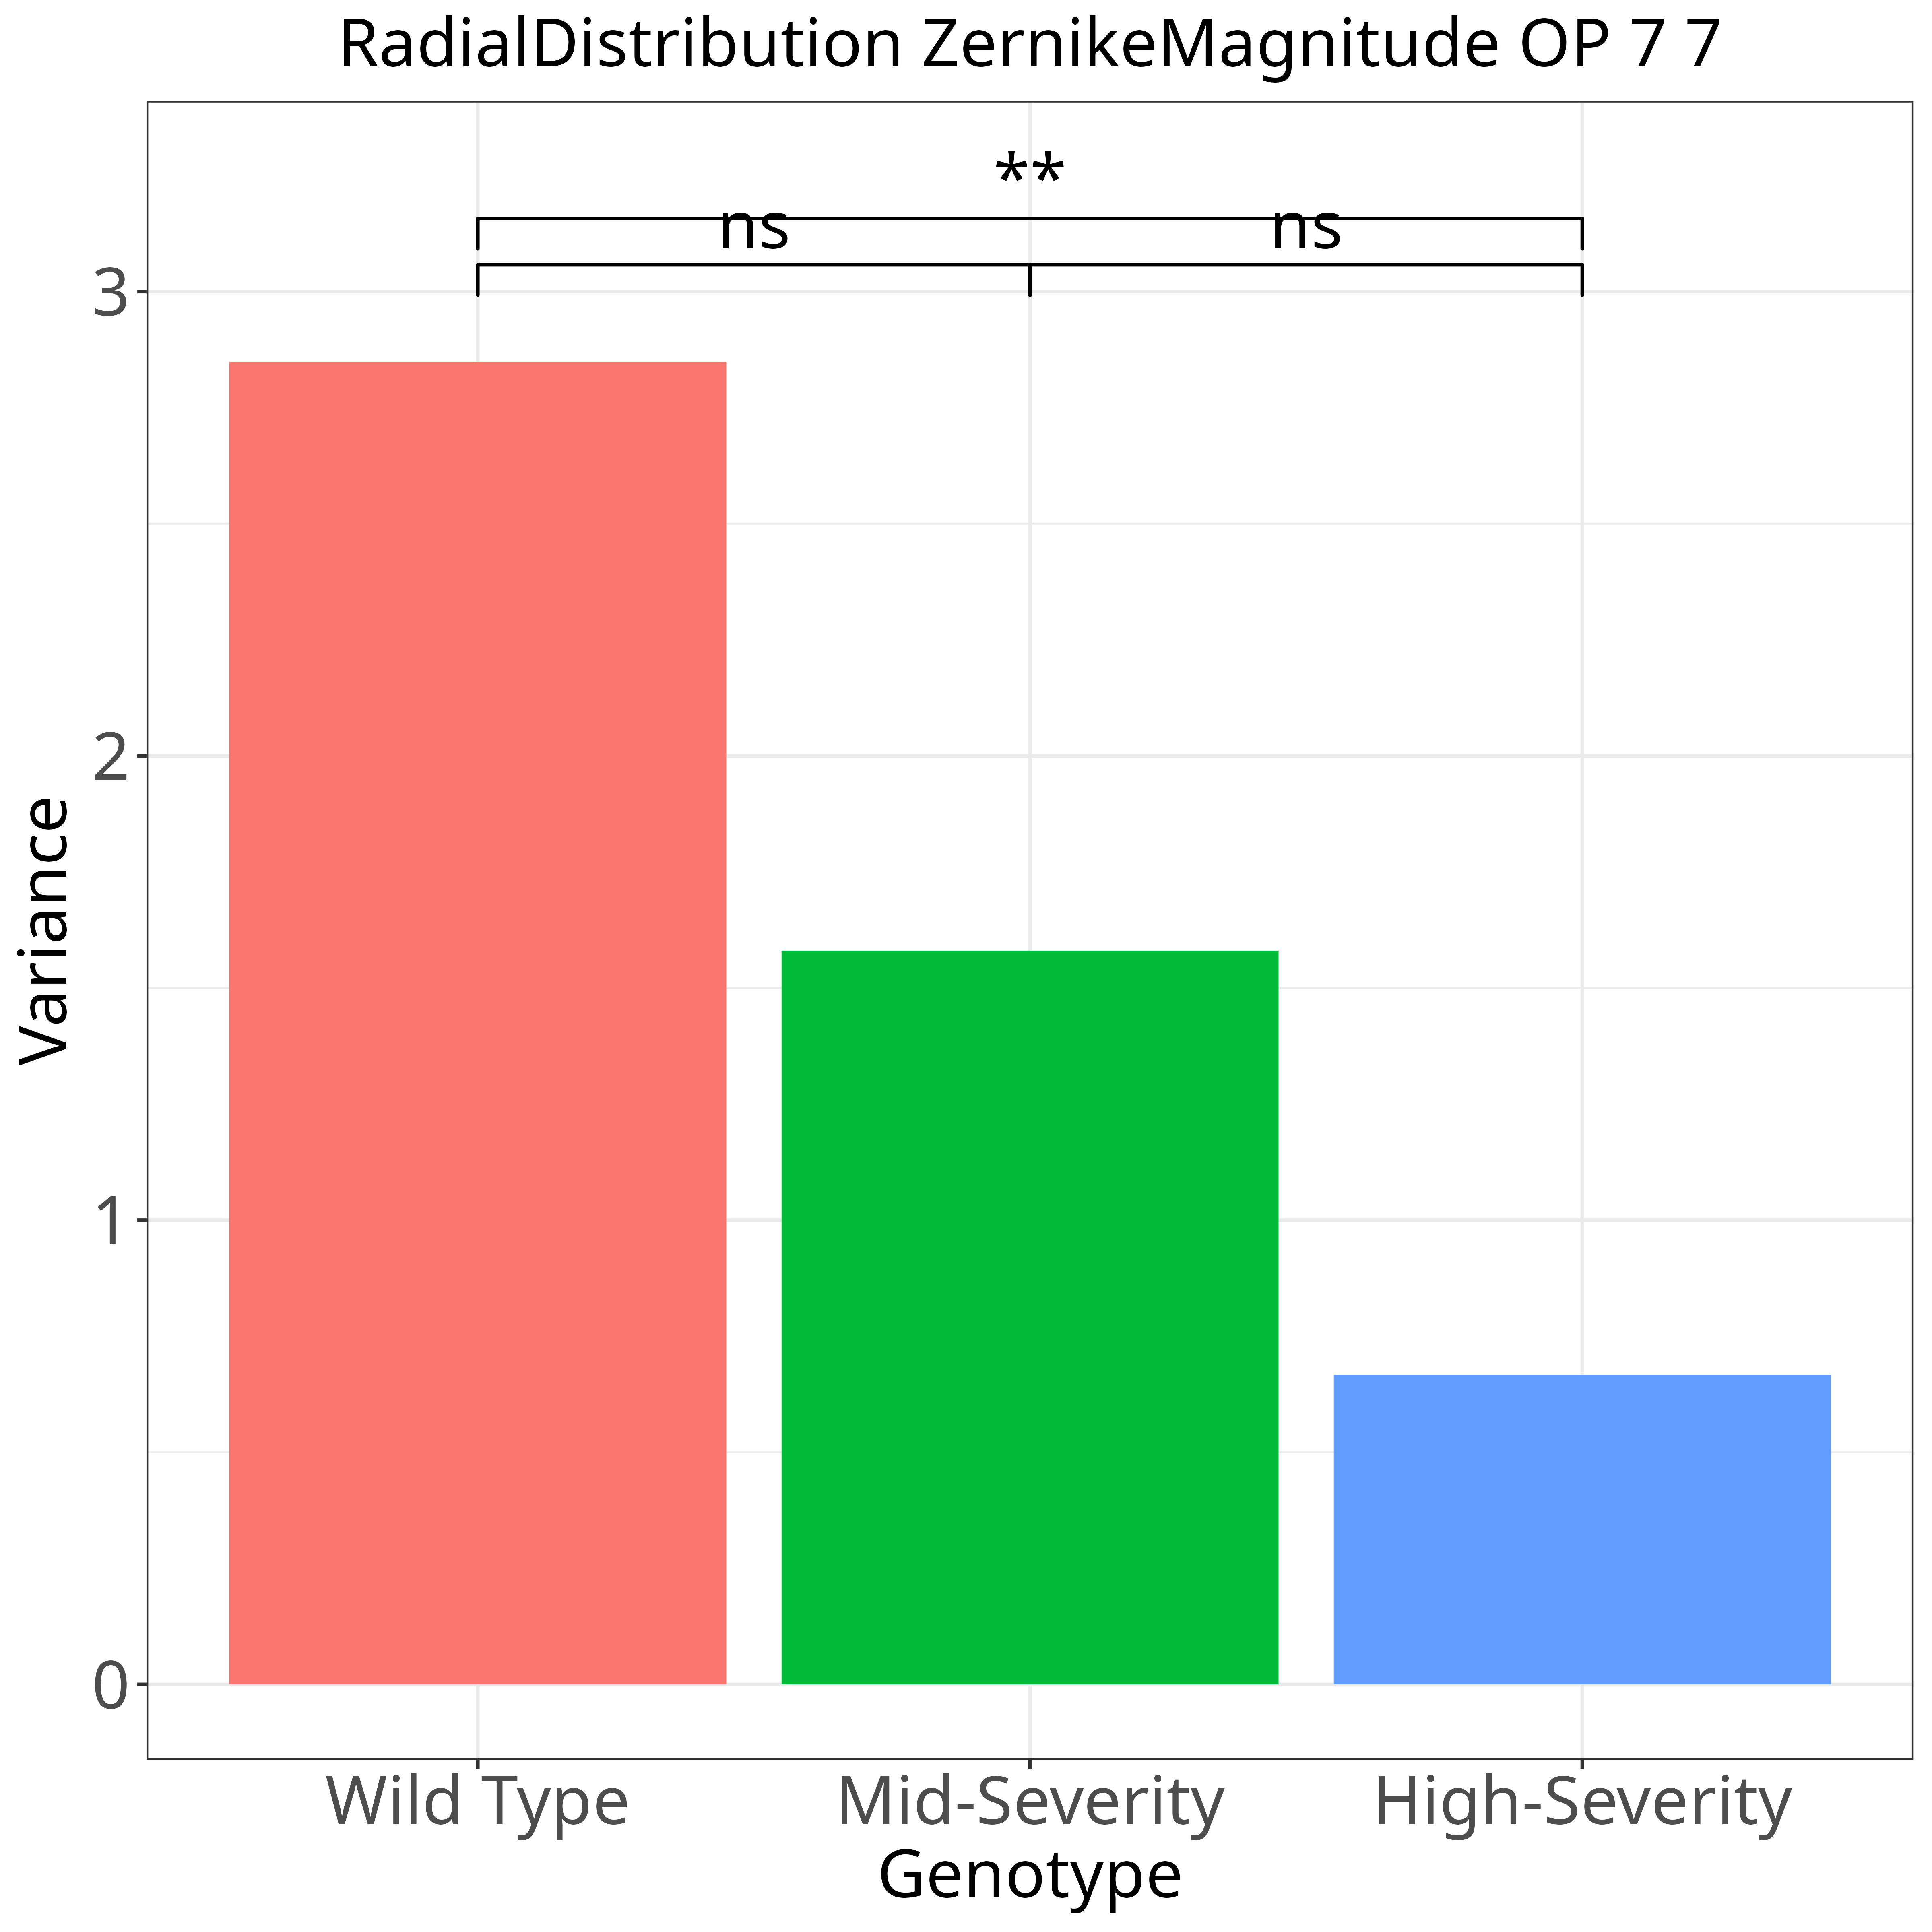 RadialDistribution ZernikeMagnitude OP 7 7
**
ns ns
3
2
1
0
Variance
Wild Type Mid-Severity High-Severity
Genotype